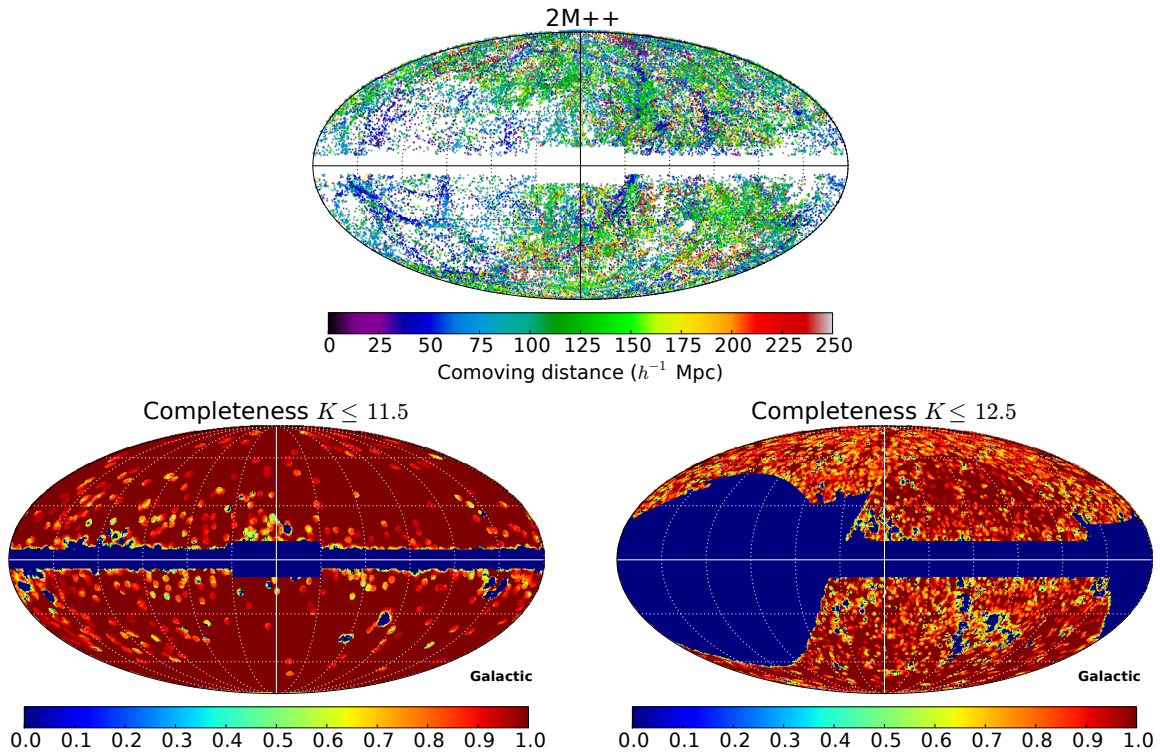 2M++
0 25 50 75 100 125 150 175 200 225 250
Comoving distance (h⁻¹ Mpc)
Completeness K ≤ 11.5
Completeness K ≤ 12.5
Galactic
Galactic
0.0 0.1 0.2 0.3 0.4 0.5 0.6 0.7 0.8 0.9 1.0
0.0 0.1 0.2 0.3 0.4 0.5 0.6 0.7 0.8 0.9 1.0